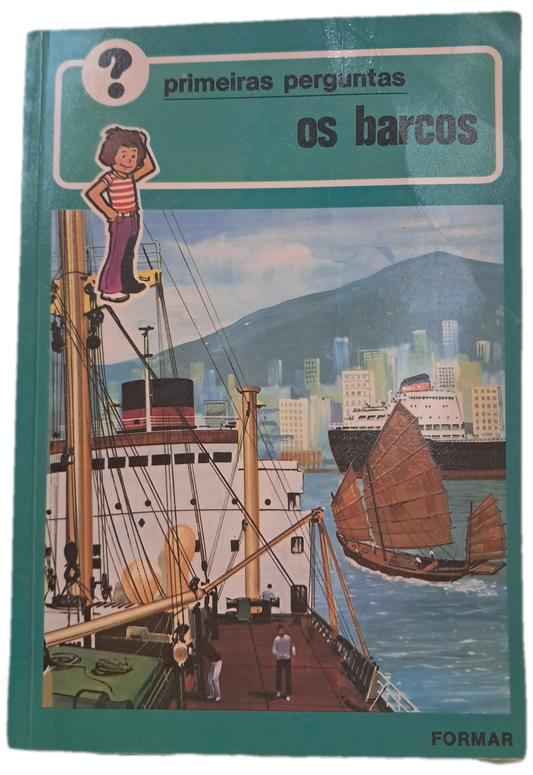 ?
primeiras perguntas
os barcos
FORMAR